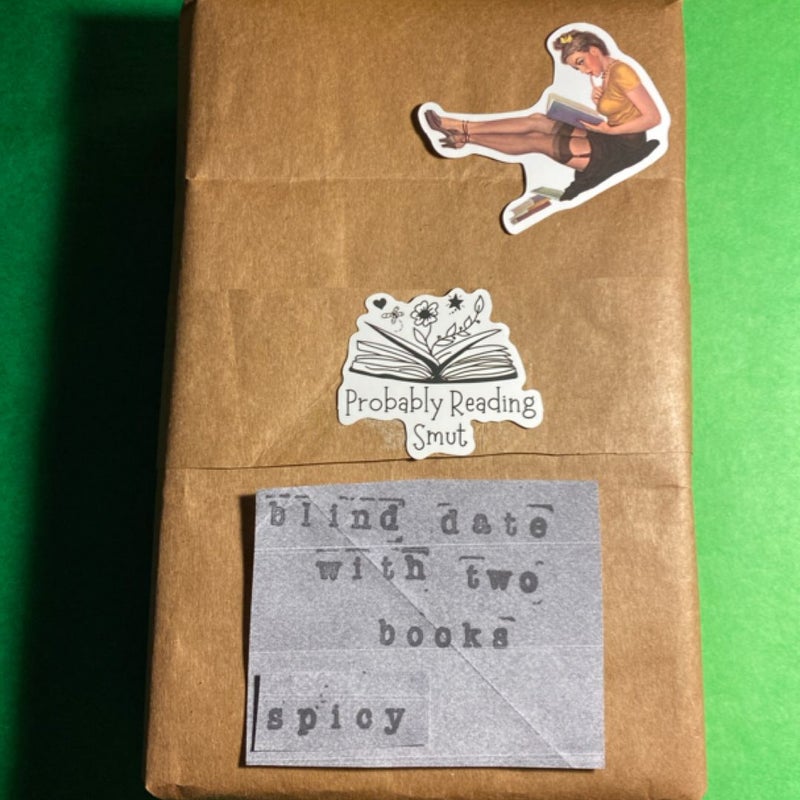 Probably Reading
Smut
blind date
with two
books
spicy